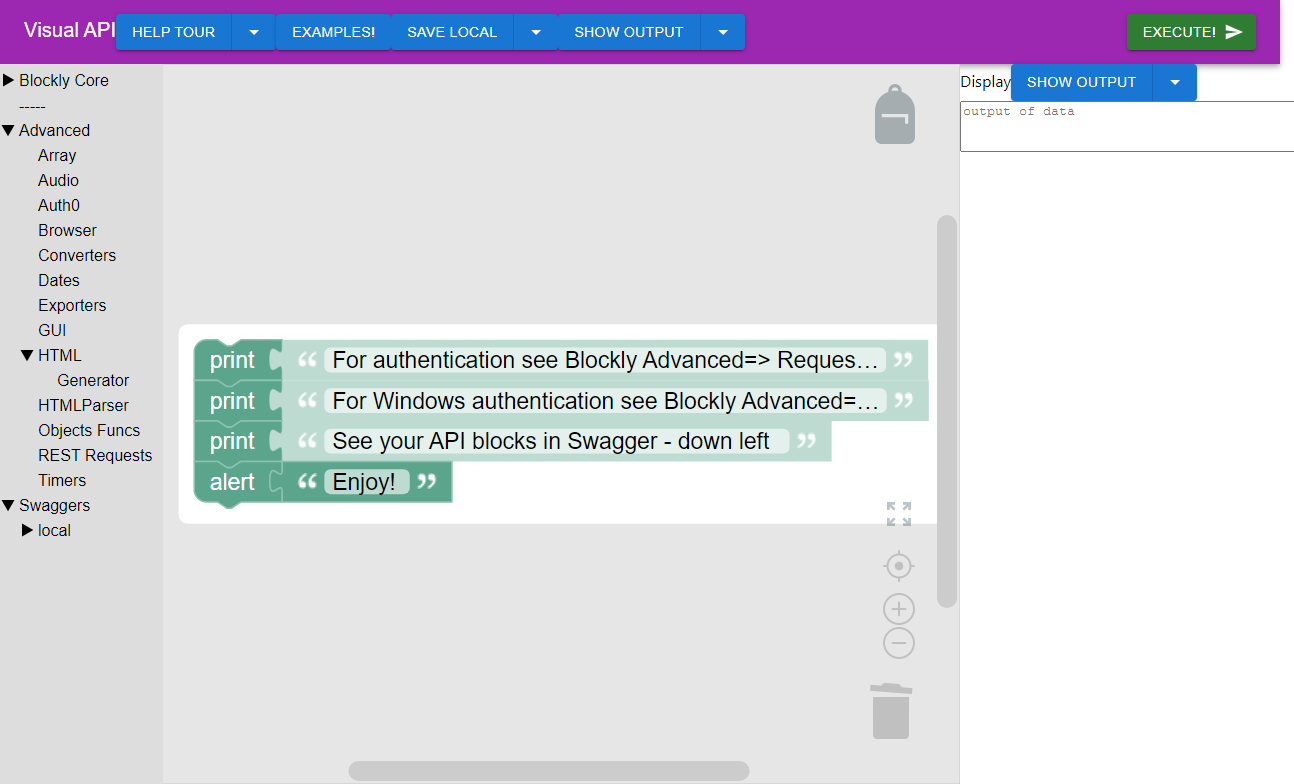 Visual API
HELP TOUR
EXAMPLES!
SAVE LOCAL
SHOW OUTPUT
EXECUTE!
Blockly Core
-----
Advanced
Array
Audio
Auth0
Browser
Converters
Dates
Exporters
GUI
HTML
Generator
HTMLParser
Objects Funcs
REST Requests
Timers
Swaggers
local
print “ For authentication see Blockly Advanced=> Reques… ”
print “ For Windows authentication see Blockly Advanced=… ”
print “ See your API blocks in Swagger - down left ”
alert “ Enjoy! ”
Display
SHOW OUTPUT
output of data